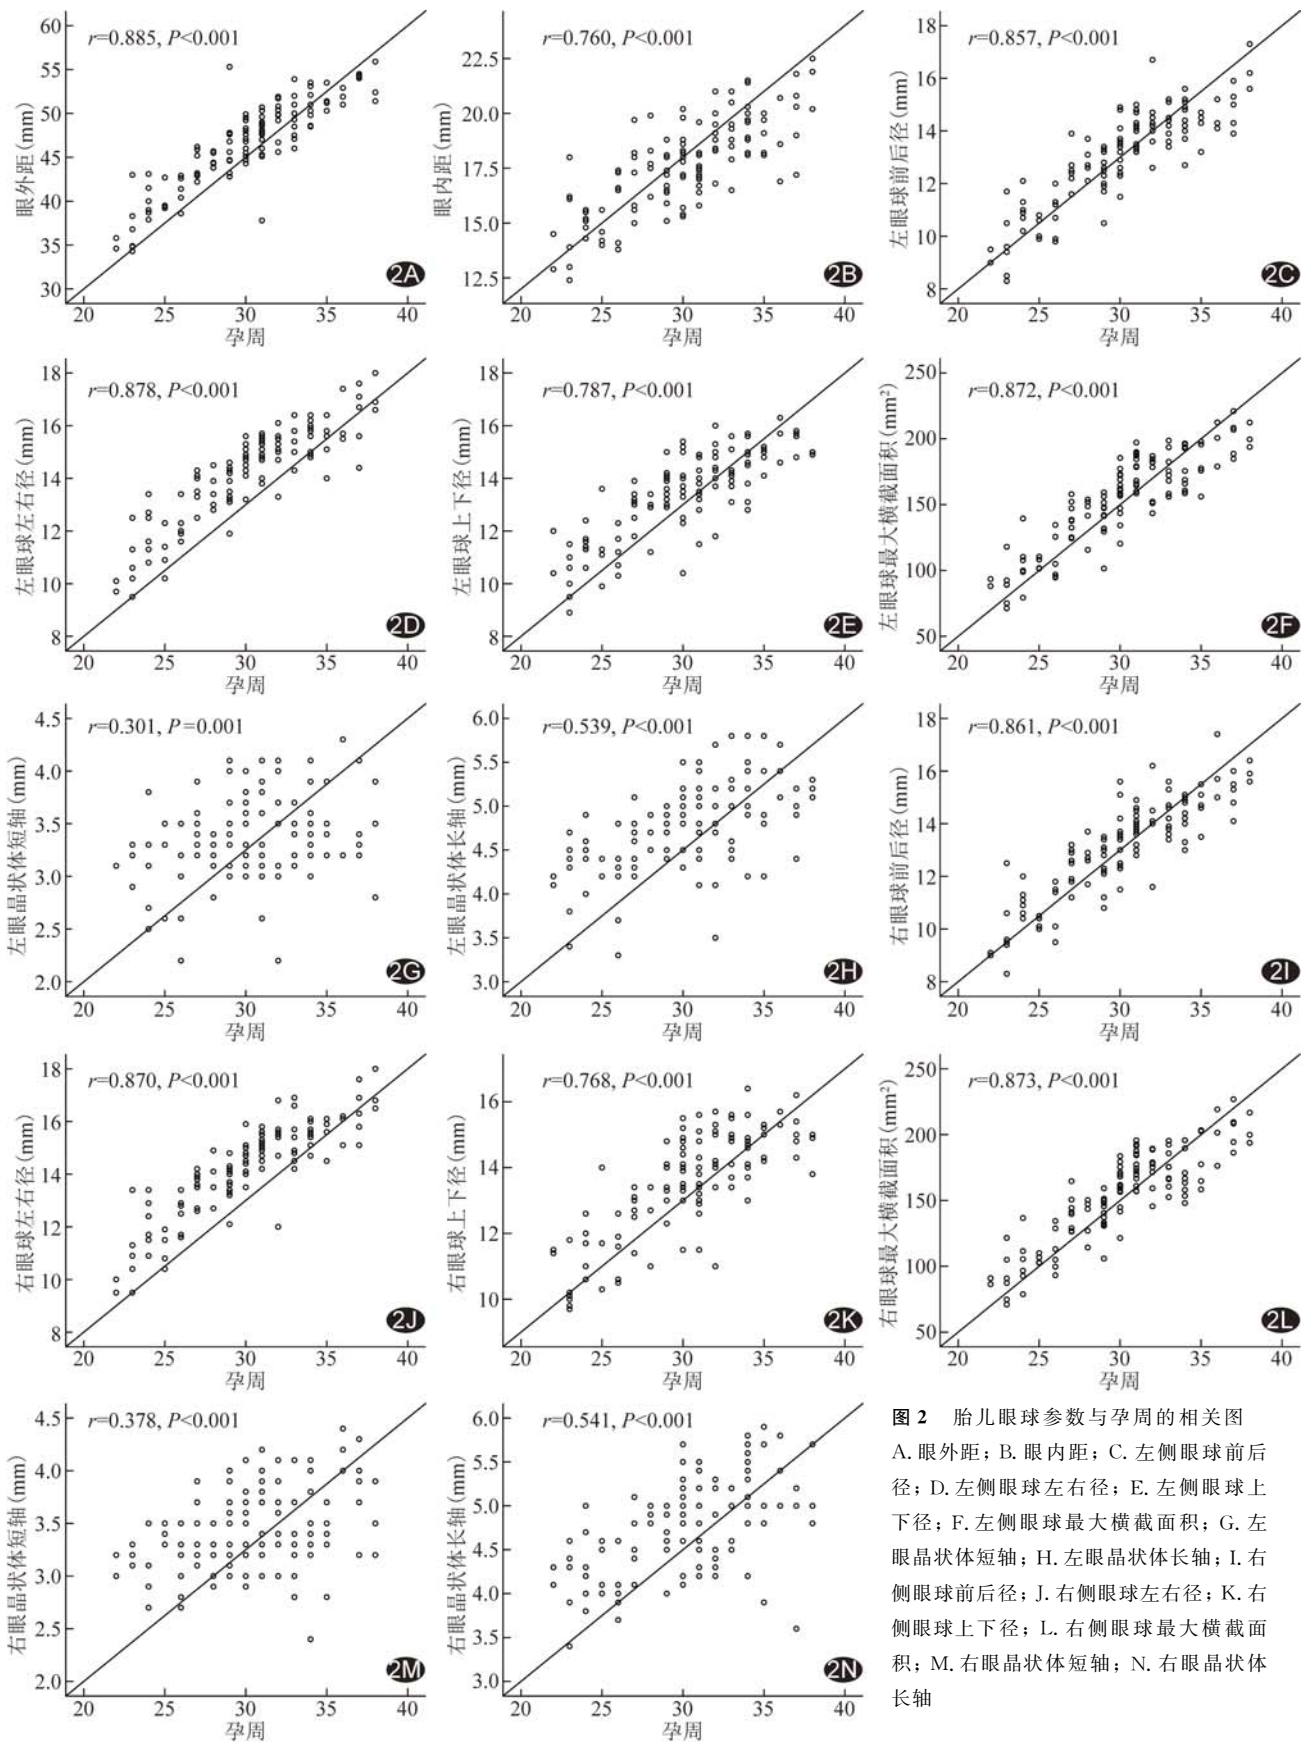 r=0.885, P<0.001
眼外距(mm)
60
55
50
45
40
35
30
20 25 30 35 40
孕周
2A
r=0.760, P<0.001
眼内距(mm)
22.5
20.0
17.5
15.0
12.5
20 25 30 35 40
孕周
2B
r=0.857, P<0.001
左眼球前后径(mm)
18
16
14
12
10
8
20 25 30 35 40
孕周
2C
r=0.878, P<0.001
左眼球左右径(mm)
18
16
14
12
10
8
20 25 30 35 40
孕周
2D
r=0.787, P<0.001
左眼球上下径(mm)
18
16
14
12
10
8
20 25 30 35 40
孕周
2E
r=0.872, P<0.001
左眼球最大横截面积(mm²)
250
200
150
100
50
20 25 30 35 40
孕周
2F
r=0.301, P=0.001
左眼晶状体短轴(mm)
4.5
4.0
3.5
3.0
2.5
2.0
20 25 30 35 40
孕周
2G
r=0.539, P<0.001
左眼晶状体长轴(mm)
6.0
5.5
5.0
4.5
4.0
3.5
3.0
20 25 30 35 40
孕周
2H
r=0.861, P<0.001
右眼球前后径(mm)
18
16
14
12
10
8
20 25 30 35 40
孕周
2I
r=0.870, P<0.001
右眼球左右径(mm)
18
16
14
12
10
8
20 25 30 35 40
孕周
2J
r=0.768, P<0.001
右眼球上下径(mm)
16
14
12
10
20 25 30 35 40
孕周
2K
r=0.873, P<0.001
右眼球最大横截面积(mm²)
250
200
150
100
50
20 25 30 35 40
孕周
2L
r=0.378, P<0.001
右眼晶状体短轴(mm)
4.5
4.0
3.5
3.0
2.5
2.0
20 25 30 35 40
孕周
2M
r=0.541, P<0.001
右眼晶状体长轴(mm)
6.0
5.5
5.0
4.5
4.0
3.5
3.0
20 25 30 35 40
孕周
2N
图 2 胎儿眼球参数与孕周的相关图
A. 眼外距; B. 眼内距; C. 左侧眼球前后
径; D. 左侧眼球左右径; E. 左侧眼球上
下径; F. 左侧眼球最大横截面积; G. 左
眼晶状体短轴; H. 左眼晶状体长轴; I. 右
侧眼球前后径; J. 右侧眼球左右径; K. 右
侧眼球上下径; L. 右侧眼球最大横截面
积; M. 右眼晶状体短轴; N. 右眼晶状体
长轴